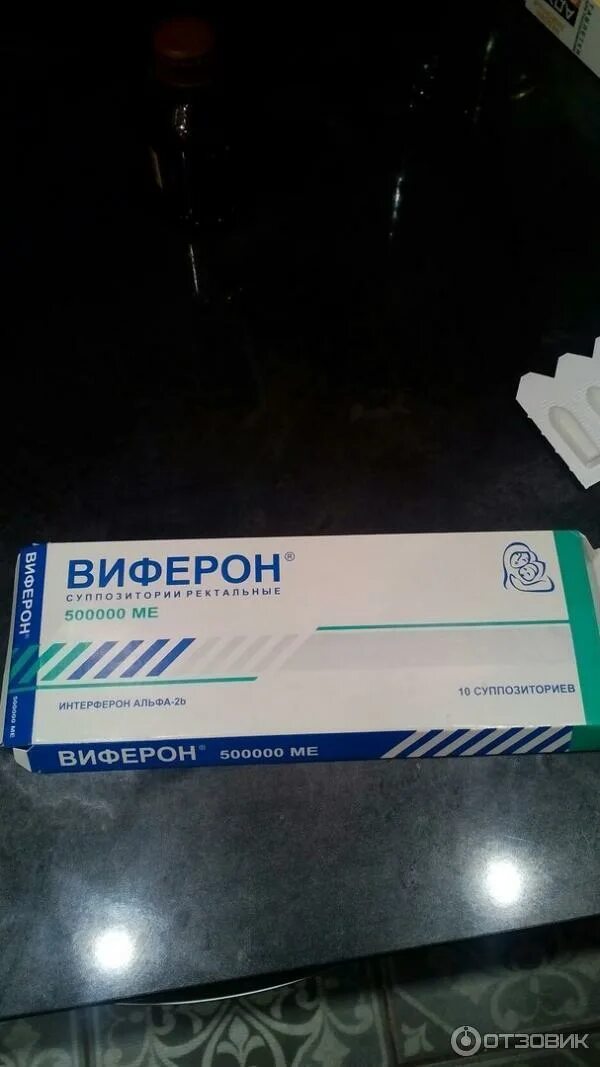 ВИФЕРОН®
СУППОЗИТОРИИ РЕКТАЛЬНЫЕ
500000 МЕ
ИНТЕРФЕРОН АЛЬФА-2b
10 СУППОЗИТОРИЕВ
ВИФЕРОН® 500000 МЕ
ВИФЕРОН®
500000 МЕ
ОТЗОВИК